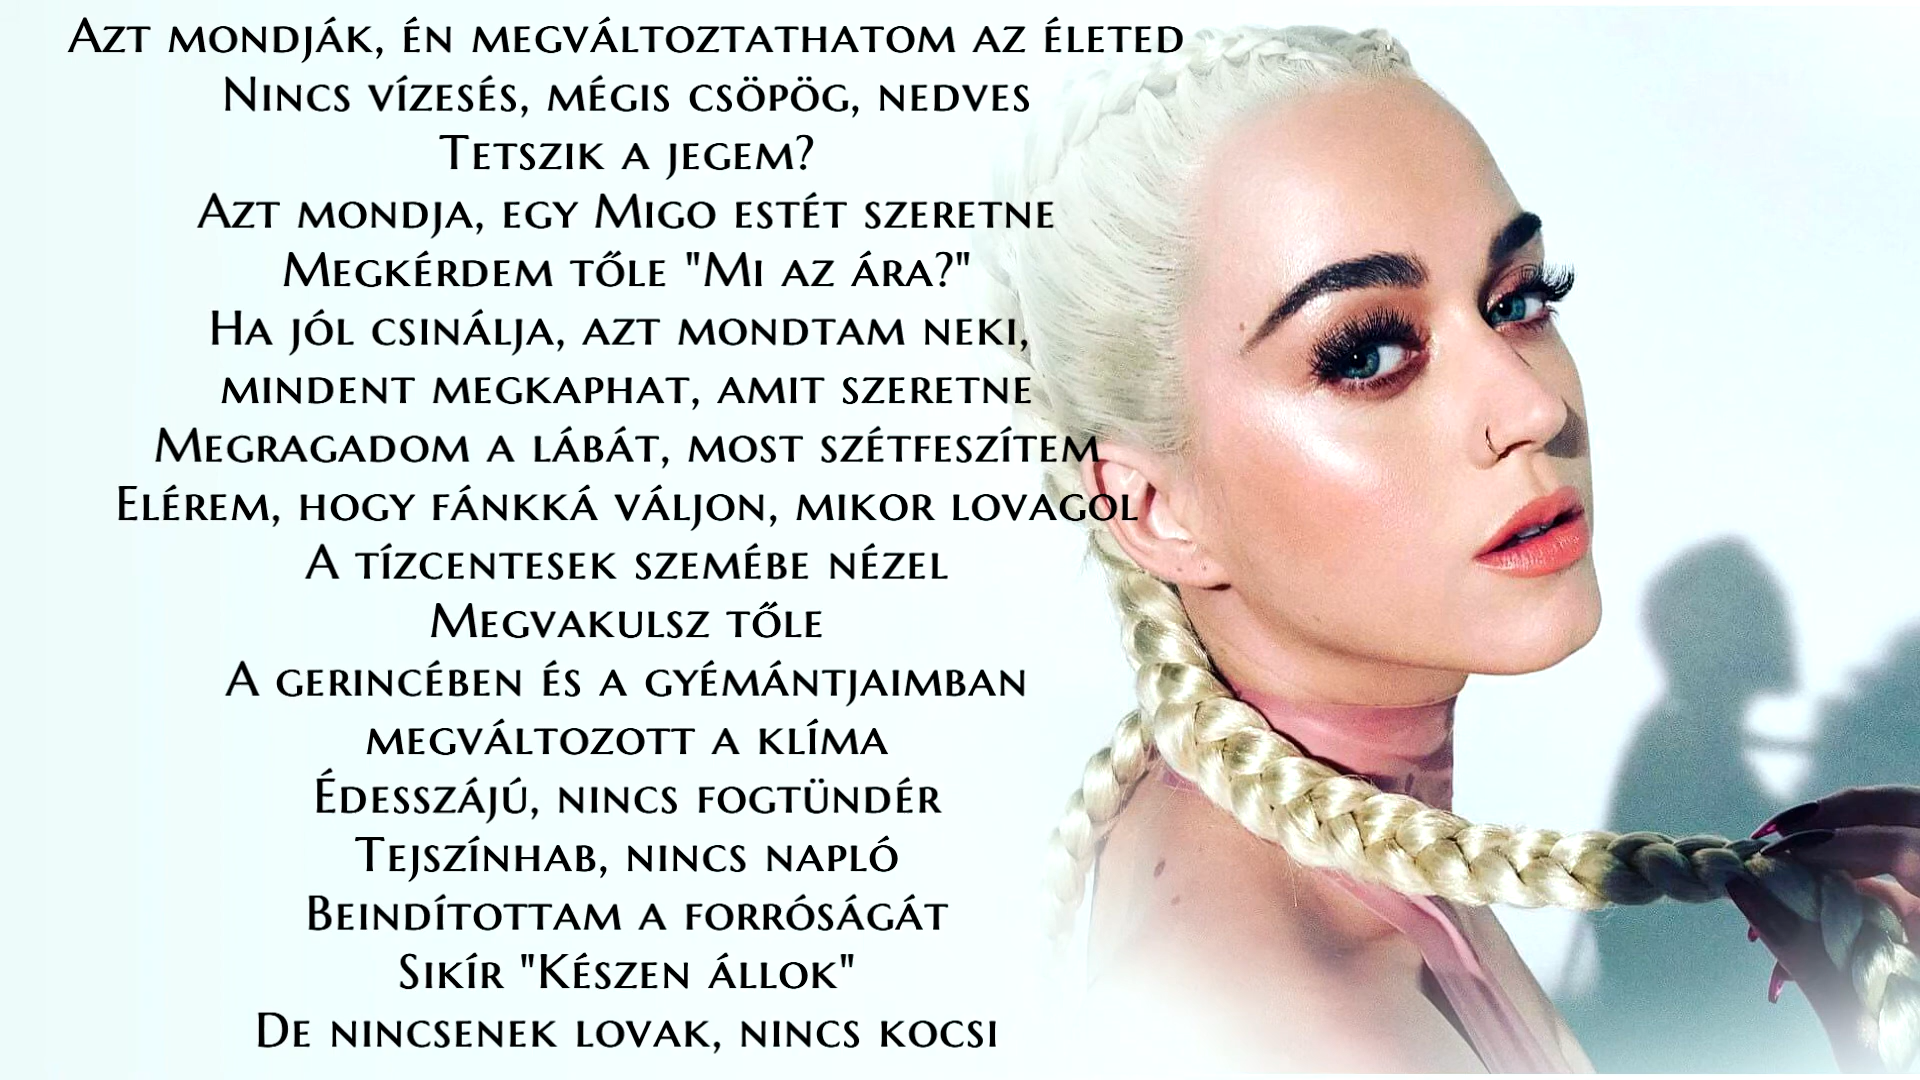 Azt mondják, én megváltoztathatom az életed
Nincs vízesés, mégis csöpög, nedves
Tetszik a jegem?
Azt mondja, egy Migo estét szeretne
Megkérdem tőle "Mi az ára?"
Ha jól csinálja, azt mondtam neki,
mindent megkaphat, amit szeretne
Megragadom a lábát, most szétfeszítem
Elérem, hogy fánkká váljon, mikor lovagol
A tízcentesek szemébe nézel
Megvakulsz tőle
A gerincében és a gyémántjaimban
megváltozott a klíma
Édesszájú, nincs fogtündér
Tejszínhab, nincs napló
Beindítottam a forróságát
Sikír "Készen állok"
De nincsenek lovak, nincs kocsi